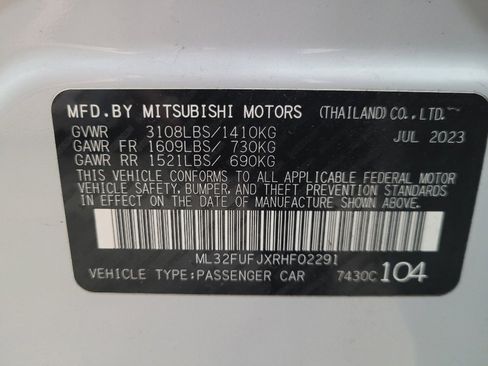 MFD. BY MITSUBISHI MOTORS (THAILAND) CO., LTD.
GVWR 3108LBS/1410KG JUL 2023
GAWR FR 1609LBS/ 730KG
GAWR RR 1521LBS/ 690KG
THIS VEHICLE CONFORMS TO ALL APPLICABLE FEDERAL MOTOR
VEHICLE SAFETY, BUMPER, AND THEFT PREVENTION STANDARDS
IN EFFECT ON THE DATE OF MANUFACTURE SHOWN ABOVE.
ML32FUFJXRHF02291
VEHICLE TYPE:PASSENGER CAR 7430C 104